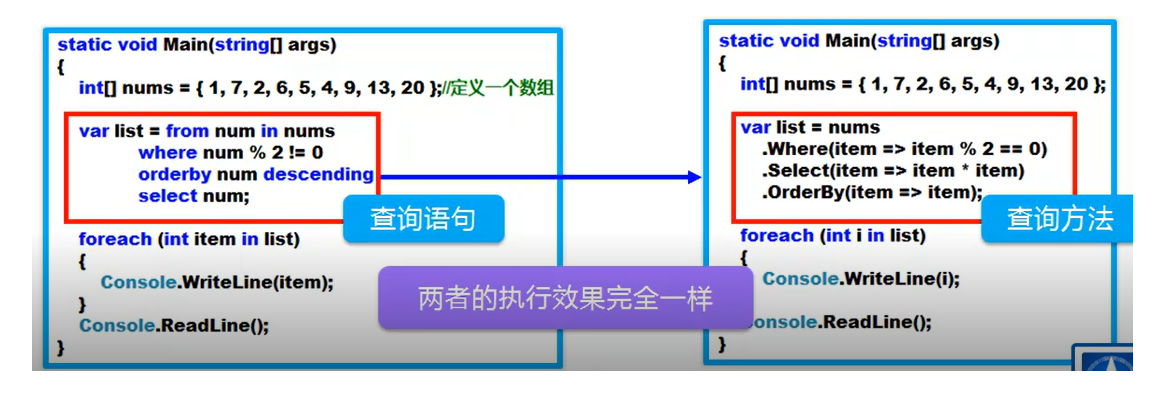 static void Main(string[] args)
{
int[] nums = { 1, 7, 2, 6, 5, 4, 9, 13, 20 };//定义一个数组
var list = from num in nums
where num % 2 != 0
orderby num descending
select num;
查询语句
foreach (int item in list)
{
Console.WriteLine(item);
}
Console.ReadLine();
}
两者的执行效果完全一样
static void Main(string[] args)
{
int[] nums = { 1, 7, 2, 6, 5, 4, 9, 13, 20 };
var list = nums
.Where(item => item % 2 == 0)
.Select(item => item * item)
.OrderBy(item => item);
查询方法
foreach (int i in list)
{
Console.WriteLine(i);
onsole.ReadLine();
}